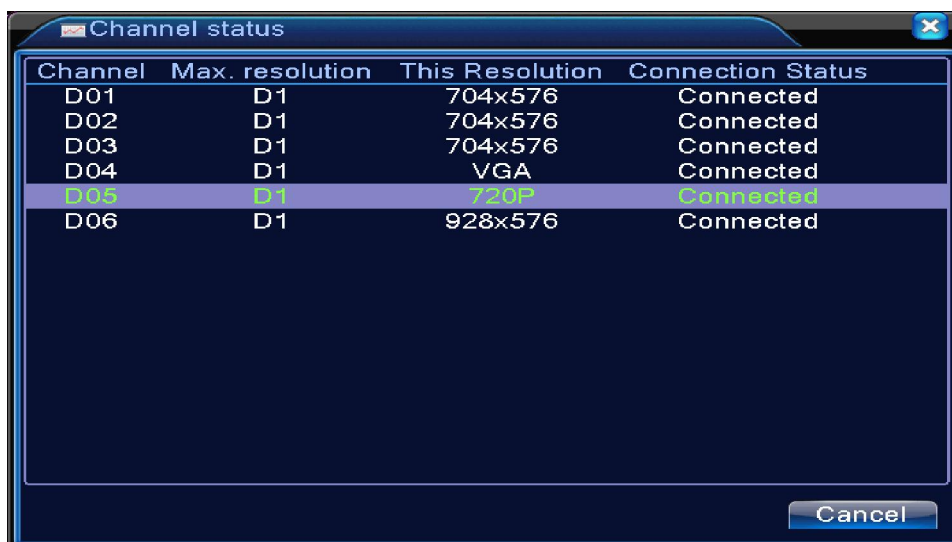 Channel status
Channel Max. resolution This Resolution Connection Status
D01 D1 704x576 Connected
D02 D1 704x576 Connected
D03 D1 704x576 Connected
D04 D1 VGA Connected
D05 D1 720P Connected
D06 D1 928x576 Connected
Cancel